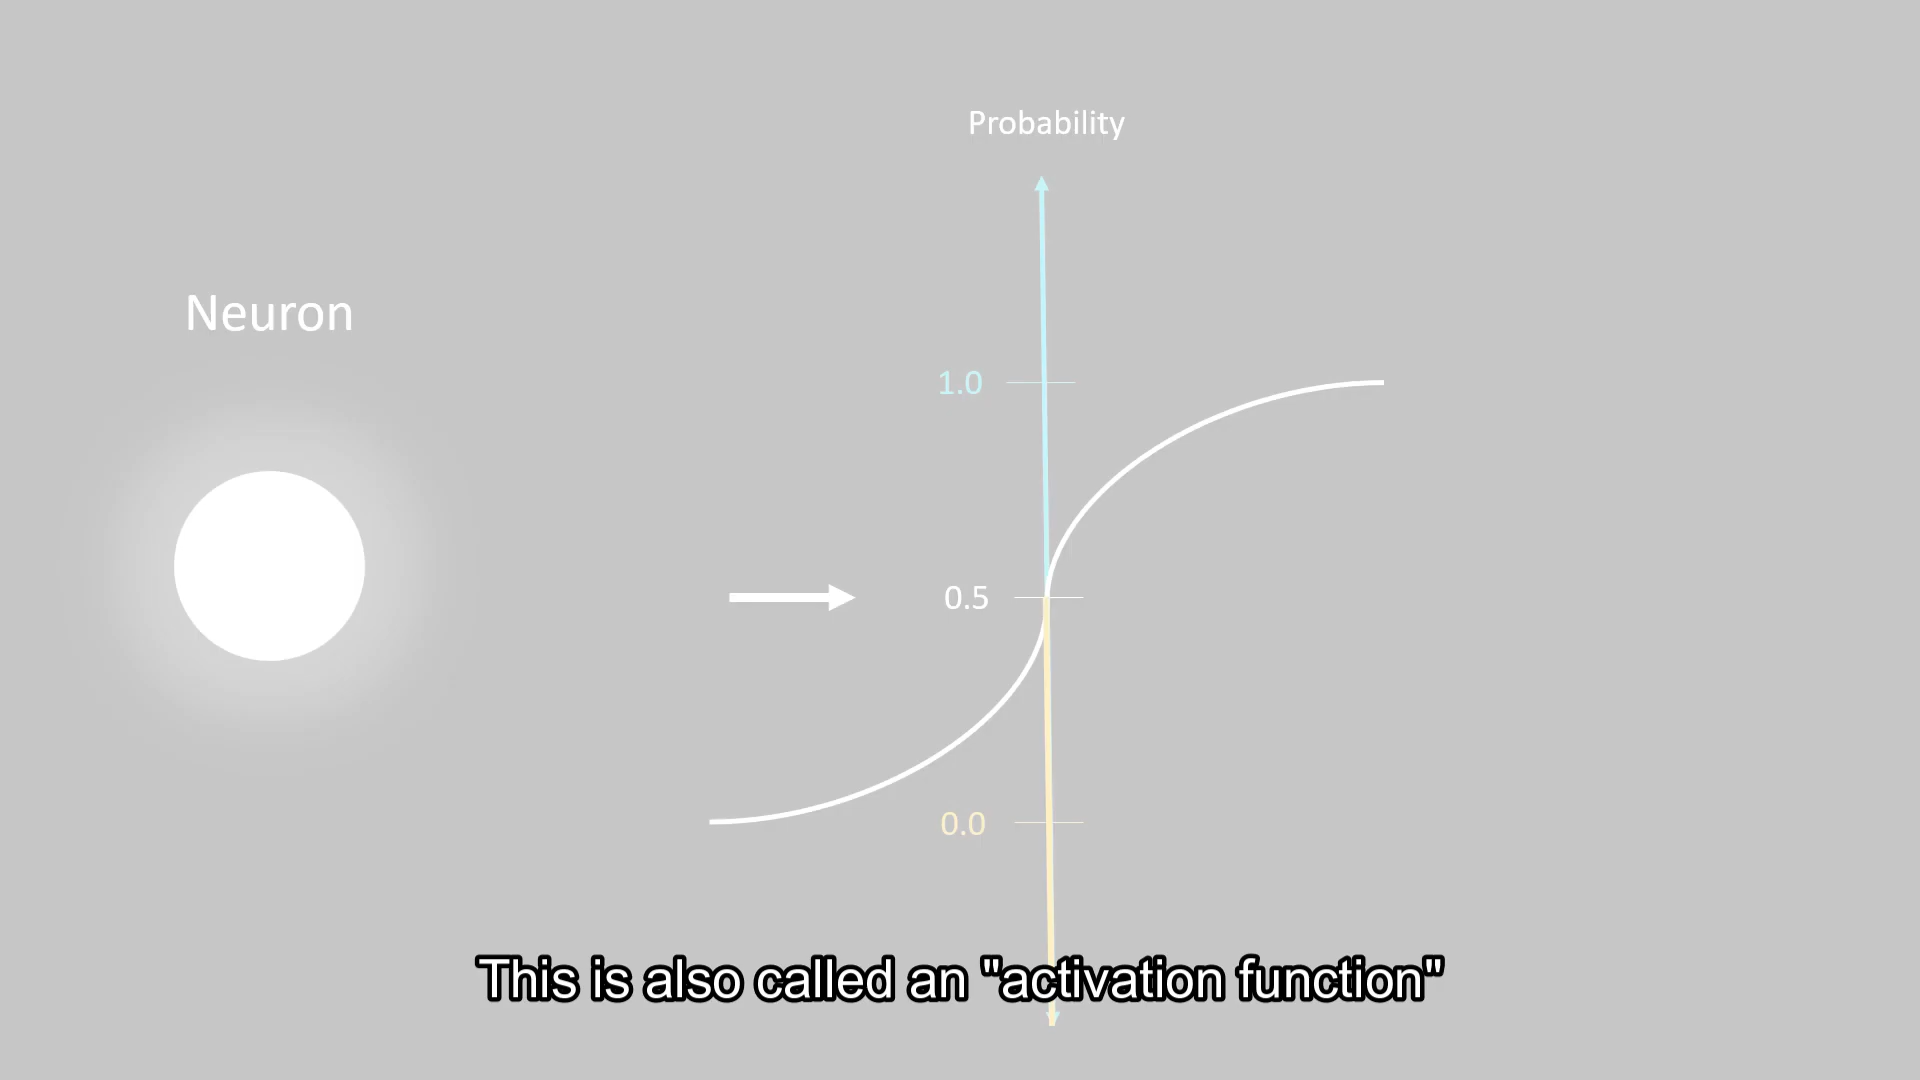 Probability
Neuron
1.0
0.5
0.0
This is also called an "activation function"